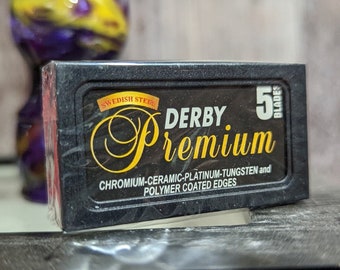 SWEDISH STEEL
DERBY
Premium
5 BLADES
CHROMIUM-CERAMIC-PLATINUM-TUNGSTEN and
POLYMER COATED EDGES